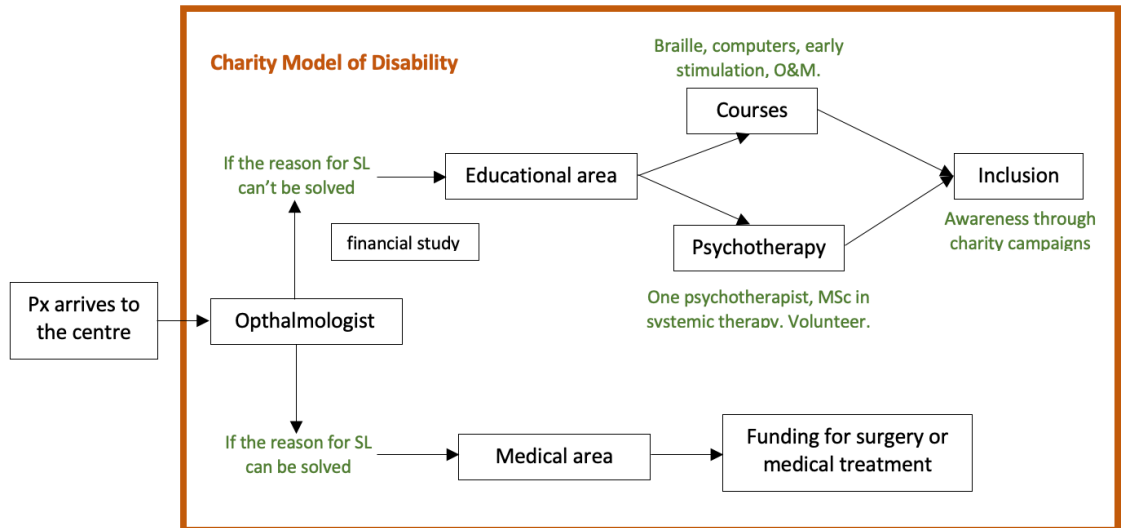 Charity Model of Disability
Braille, computers, early
stimulation, O&M.
Courses
If the reason for SL
can't be solved
Educational area
Inclusion
financial study
Psychotherapy
Awareness through
charity campaigns
Px arrives to
the centre
Opthalmologist
One psychotherapist, MSc in
systemic therapy. Volunteer.
If the reason for SL
can be solved
Medical area
Funding for surgery or
medical treatment